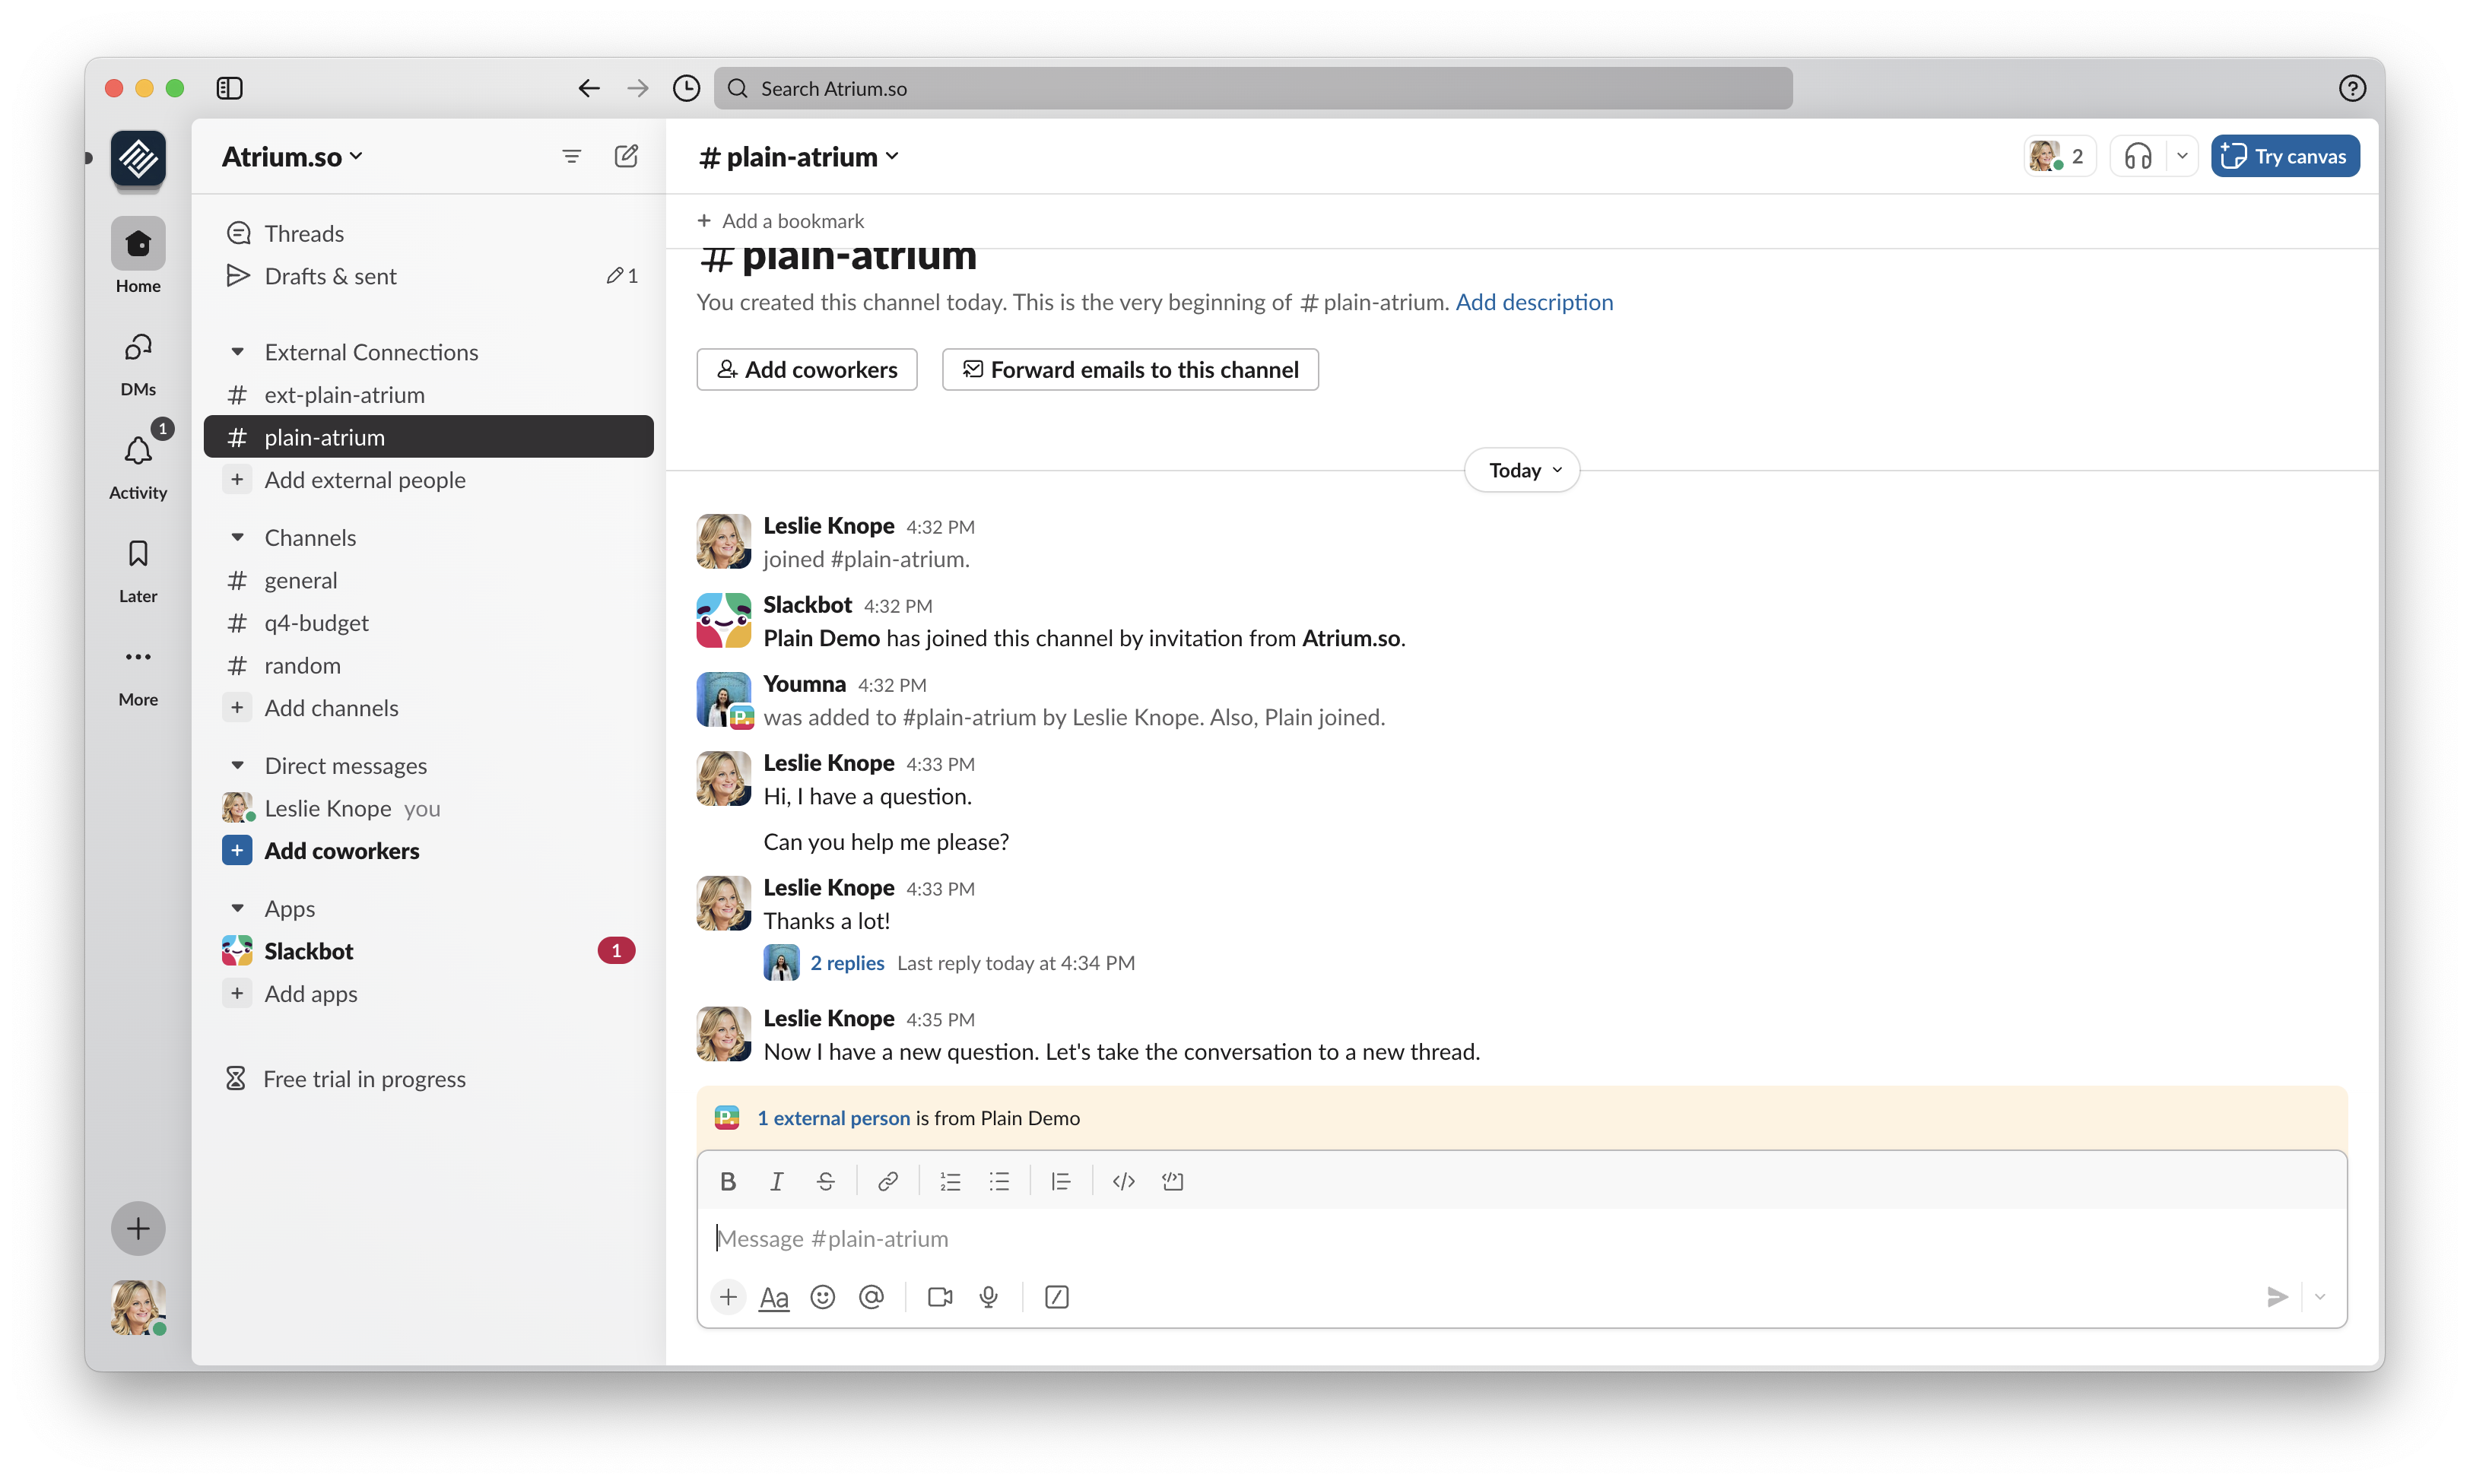 Search Atrium.so
Atrium.so
# plain-atrium
2
Try canvas
Home
DMs
1
Activity
Later
More
Threads
Drafts & sent 1
External Connections
# ext-plain-atrium
# plain-atrium
+ Add external people
Channels
# general
# q4-budget
# random
+ Add channels
Direct messages
Leslie Knope you
+ Add coworkers
Apps
Slackbot 1
+ Add apps
Free trial in progress
+ Add a bookmark
# plain-atrium
You created this channel today. This is the very beginning of # plain-atrium. Add description
Add coworkers
Forward emails to this channel
Today
Leslie Knope 4:32 PM
joined #plain-atrium.
Slackbot 4:32 PM
Plain Demo has joined this channel by invitation from Atrium.so.
Youmna 4:32 PM
P.
was added to #plain-atrium by Leslie Knope. Also, Plain joined.
Leslie Knope 4:33 PM
Hi, I have a question.
Can you help me please?
Leslie Knope 4:33 PM
Thanks a lot!
2 replies Last reply today at 4:34 PM
Leslie Knope 4:35 PM
Now I have a new question. Let's take the conversation to a new thread.
P. 1 external person is from Plain Demo
B I S
Message #plain-atrium
+ Aa @